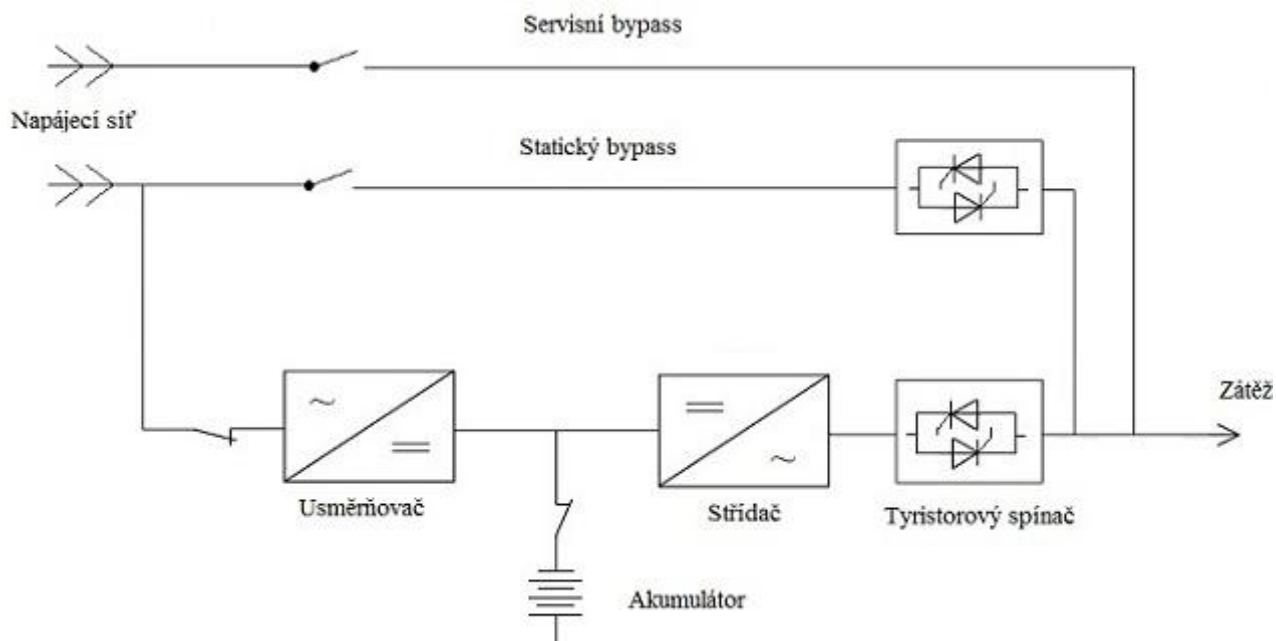 Servisní bypass
Napájecí síť
Statický bypass
Zátěž
Usměrňovač
Střídač
Tyristorový spínač
Akumulátor